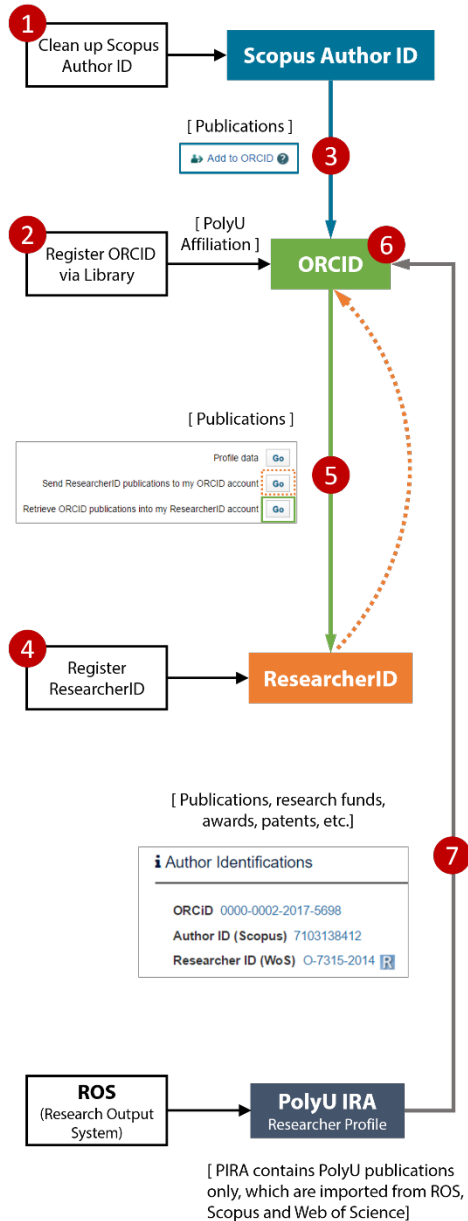 1
Clean up Scopus
Author ID
Scopus Author ID
[ Publications ]
Add to ORCID ?
3
2
Register ORCID
via Library
[ PolyU
Affiliation ]
6
ORCID
[ Publications ]
Profile data Go
Send ResearcherID publications to my ORCID account Go
Retrieve ORCID publications into my ResearcherID account Go
5
4
Register
ResearcherID
ResearcherID
[ Publications, research funds,
awards, patents, etc.]
7
i Author Identifications
ORCiD 0000-0002-2017-5698
Author ID (Scopus) 7103138412
Researcher ID (WoS) O-7315-2014 R
ROS
(Research Output
System)
PolyU IRA
Researcher Profile
[ PIRA contains PolyU publications
only, which are imported from ROS,
Scopus and Web of Science]